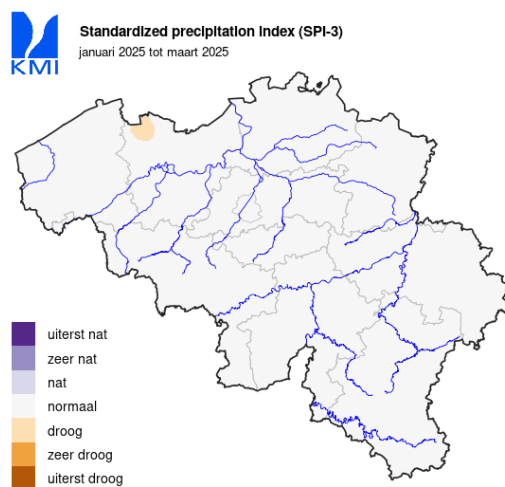 Standardized precipitation index (SPI-3)
januari 2025 tot maart 2025
KMI
uiterst nat
zeer nat
nat
normaal
droog
zeer droog
uiterst droog